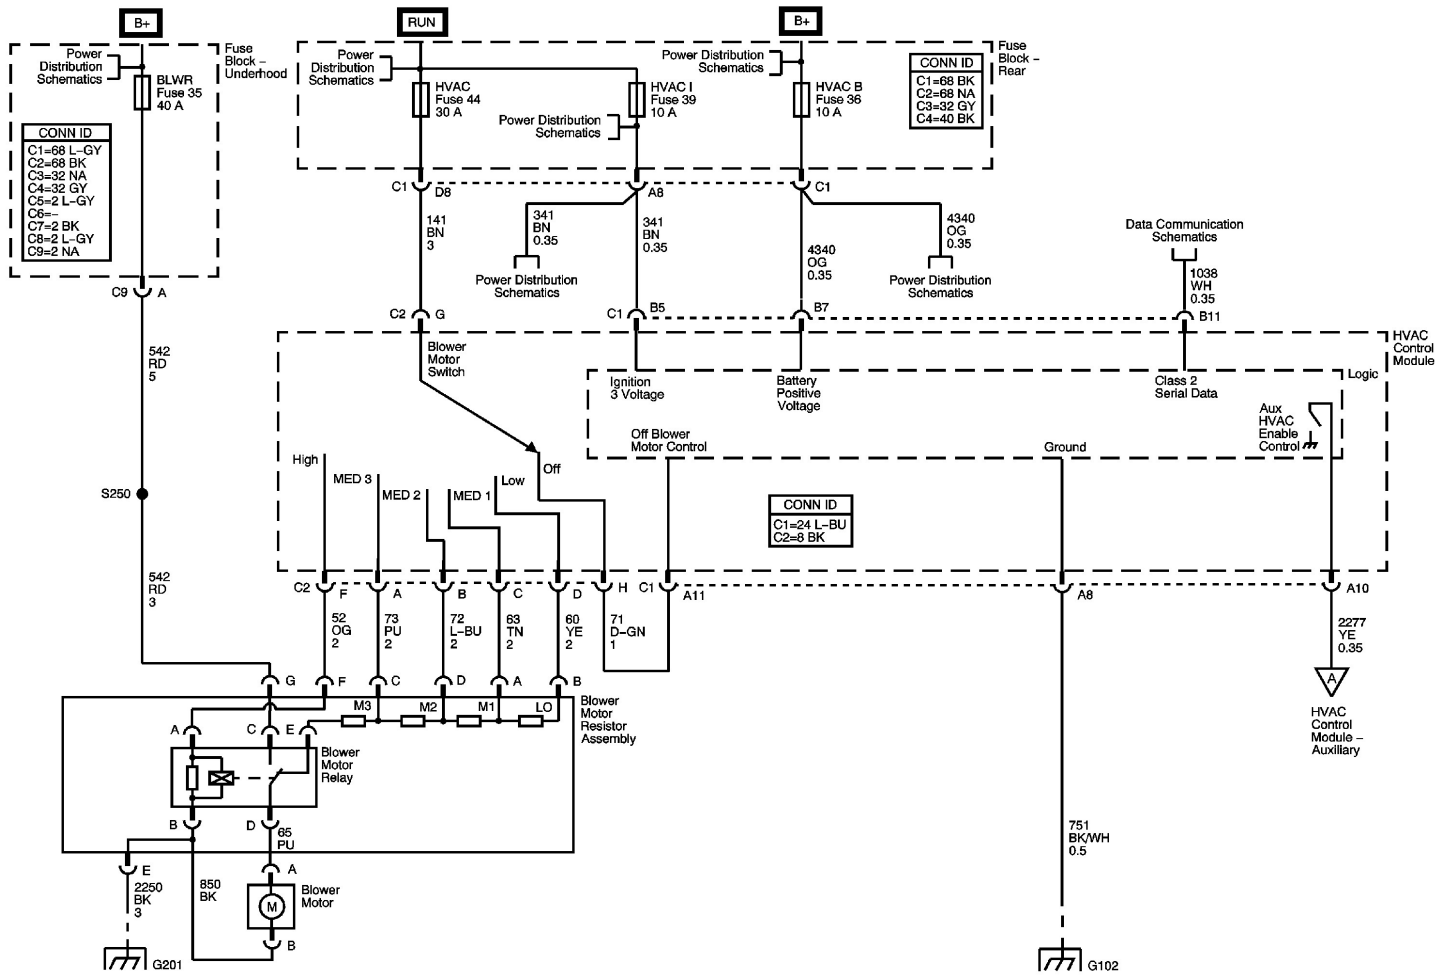 B+
RUN
B+
Power
Distribution
Schematics
BLWR
Fuse 35
40 A
Fuse
Block –
Underhood
CONN ID
C1=68 L–GY
C2=68 BK
C3=32 NA
C4=32 GY
C5=2 L–GY
C6=–
C7=2 BK
C8=2 L–GY
C9=2 NA
C9
A
Power
Distribution
Schematics
HVAC
Fuse 44
30 A
HVAC I
Fuse 39
10 A
Power Distribution
Schematics
Power Distribution
Schematics
HVAC B
Fuse 36
10 A
CONN ID
C1=68 BK
C2=68 NA
C3=32 GY
C4=40 BK
Fuse
Block –
Rear
C1
D8
A8
C1
141
BN
3
341
BN
0.35
341
BN
0.35
4340
OG
0.35
4340
OG
0.35
Power Distribution
Schematics
Power Distribution
Schematics
Data Communication
Schematics
1038
WH
0.35
C2
G
C1
B5
B7
B11
542
RD
5
Blower
Motor
Switch
HVAC
Control
Module
Logic
Ignition
3 Voltage
Battery
Positive
Voltage
Class 2
Serial Data
Aux
HVAC
Enable
Control
Off Blower
Motor Control
Ground
High
MED 3
MED 2
MED 1
Low
Off
S250
CONN ID
C1=24 L–BU
C2=8 BK
542
RD
3
C2
F
A
B
C
D
H
C1
A11
A8
A10
52
OG
2
73
PU
2
72
L–BU
2
63
TN
2
60
YE
2
71
D–GN
1
2277
YE
0.35
A
HVAC
Control
Module –
Auxiliary
G
F
C
D
A
B
Blower
Motor
Resistor
Assembly
M3
M2
M1
LO
A
C
E
Blower
Motor
Relay
B
D
65
PU
E
2250
BK
3
850
BK
A
Blower
Motor
M
B
G201
751
BK/WH
0.5
G102